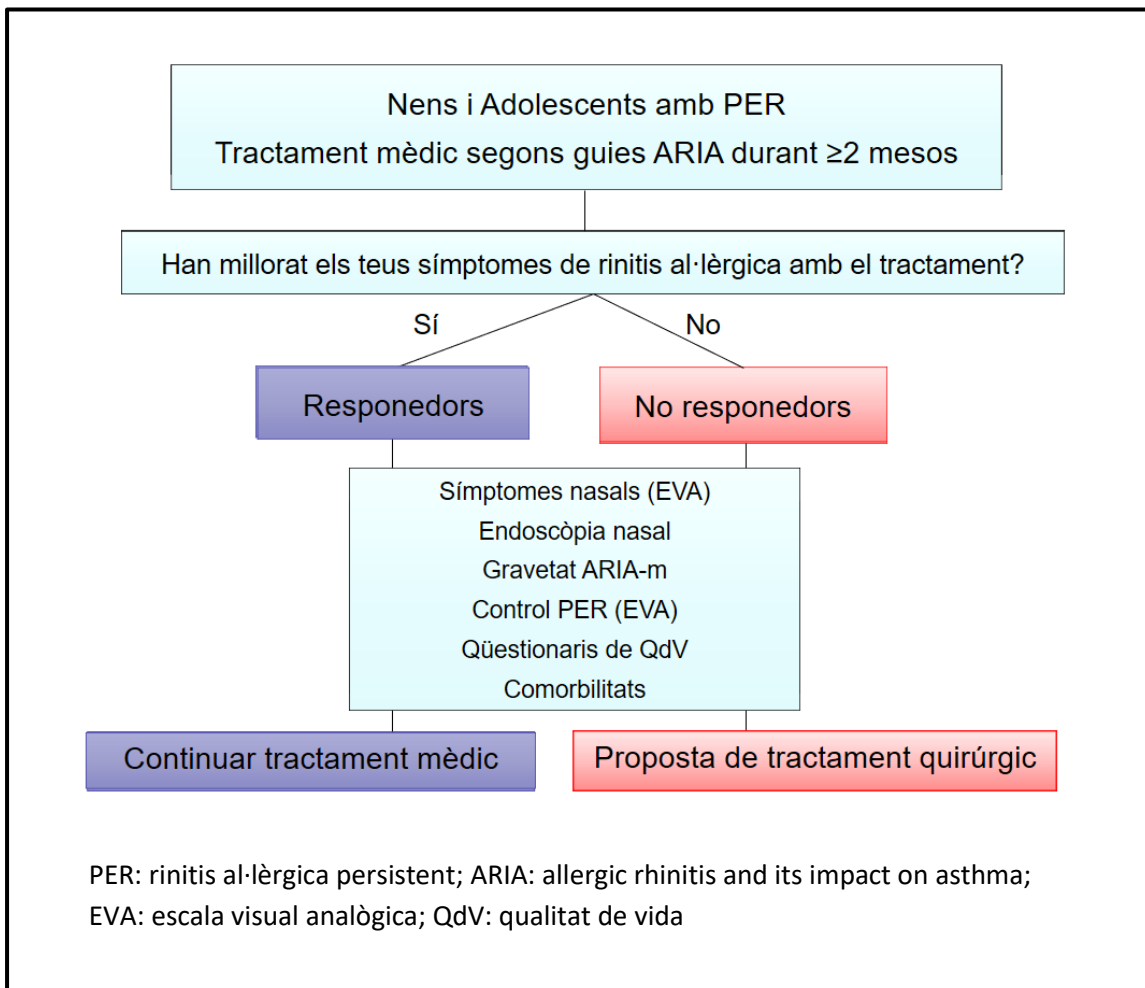 Nens i Adolescents amb PER
Tractament mèdic segons guies ARIA durant ≥2 mesos
Han millorat els teus símptomes de rinitis al·lèrgica amb el tractament?
Sí
No
Responedors
No responedors
Símptomes nasals (EVA)
Endoscòpia nasal
Gravetat ARIA-m
Control PER (EVA)
Qüestionaris de QdV
Comorbilitats
Continuar tractament mèdic
Proposta de tractament quirúrgic
PER: rinitis al·lèrgica persistent; ARIA: allergic rhinitis and its impact on asthma;
EVA: escala visual analògica; QdV: qualitat de vida